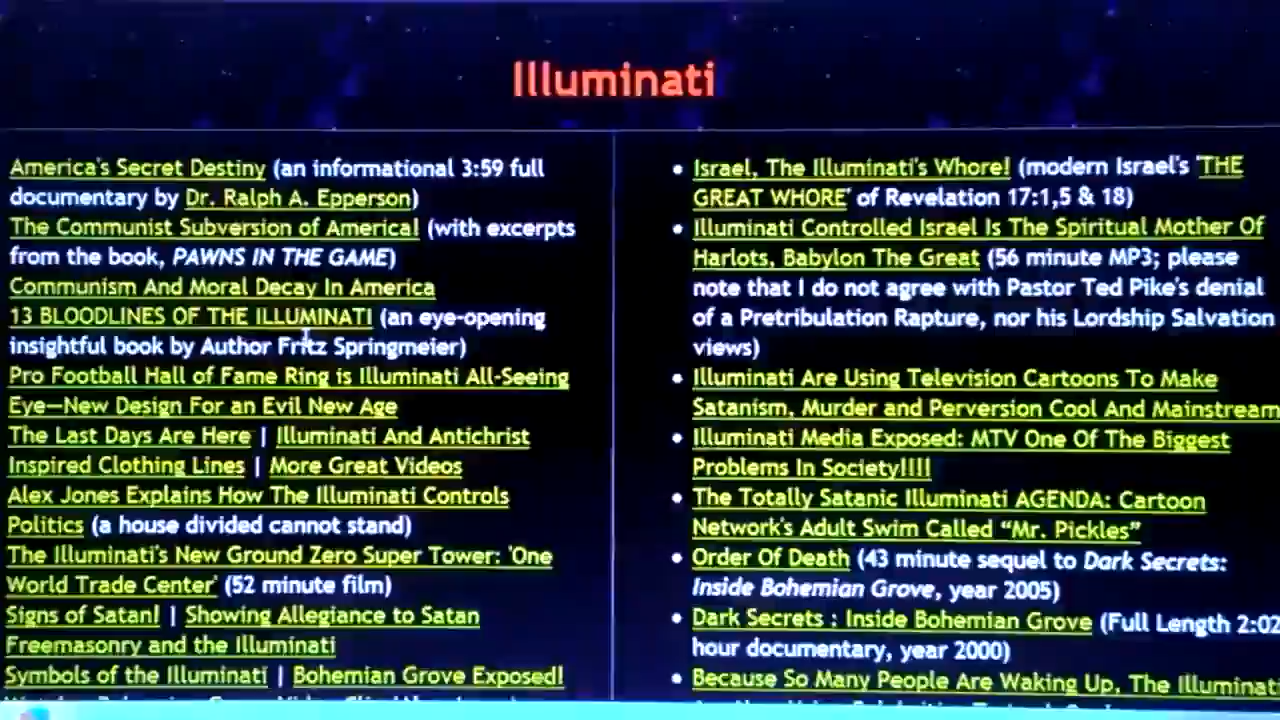 Illuminati
America's Secret Destiny (an informational 3:59 full
documentary by Dr. Ralph A. Epperson)
The Communist Subversion of America! (with excerpts
from the book, PAWNS IN THE GAME)
Communism And Moral Decay In America
13 BLOODLINES OF THE ILLUMINATI (an eye-opening
insightful book by Author Fritz Springmeier)
Pro Football Hall of Fame Ring is Illuminati All-Seeing
Eye—New Design For an Evil New Age
The Last Days Are Here | Illuminati And Antichrist
Inspired Clothing Lines | More Great Videos
Alex Jones Explains How The Illuminati Controls
Politics (a house divided cannot stand)
The Illuminati's New Ground Zero Super Tower: 'One
World Trade Center' (52 minute film)
Signs of Satan! | Showing Allegiance to Satan
Freemasonry and the Illuminati
Symbols of the Illuminati | Bohemian Grove Exposed!
• Israel, The Illuminati's Whore! (modern Israel's 'THE
GREAT WHORE' of Revelation 17:1,5 & 18)
• Illuminati Controlled Israel Is The Spiritual Mother Of
Harlots, Babylon The Great (56 minute MP3; please
note that I do not agree with Pastor Ted Pike's denial
of a Pretribulation Rapture, nor his Lordship Salvation
views)
• Illuminati Are Using Television Cartoons To Make
Satanism, Murder and Perversion Cool And Mainstream
• Illuminati Media Exposed: MTV One Of The Biggest
Problems In Society!!!!
• The Totally Satanic Illuminati AGENDA: Cartoon
Network's Adult Swim Called “Mr. Pickles”
• Order Of Death (43 minute sequel to Dark Secrets:
Inside Bohemian Grove, year 2005)
• Dark Secrets : Inside Bohemian Grove (Full Length 2:02
hour documentary, year 2000)
• Because So Many People Are Waking Up, The Illuminati